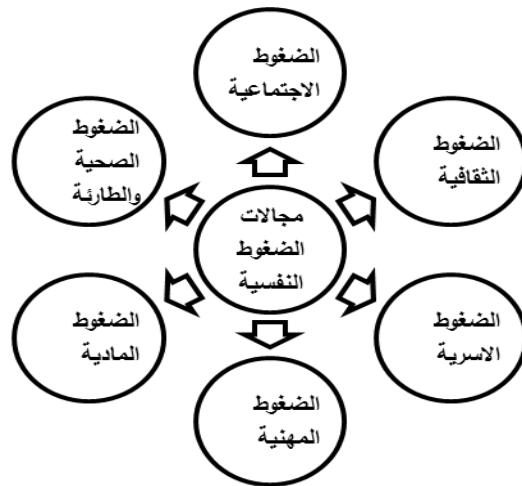 الضغوط
الاجتماعية
الضغوط
الثقافية
الضغوط
الصحية
والطارئة
مجالات
الضغوط
النفسية
الضغوط
الاسرية
الضغوط
المادية
الضغوط
المهنية